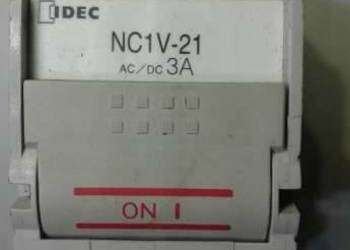 IDEC
NC1V-21
AC/DC 3A
ON I